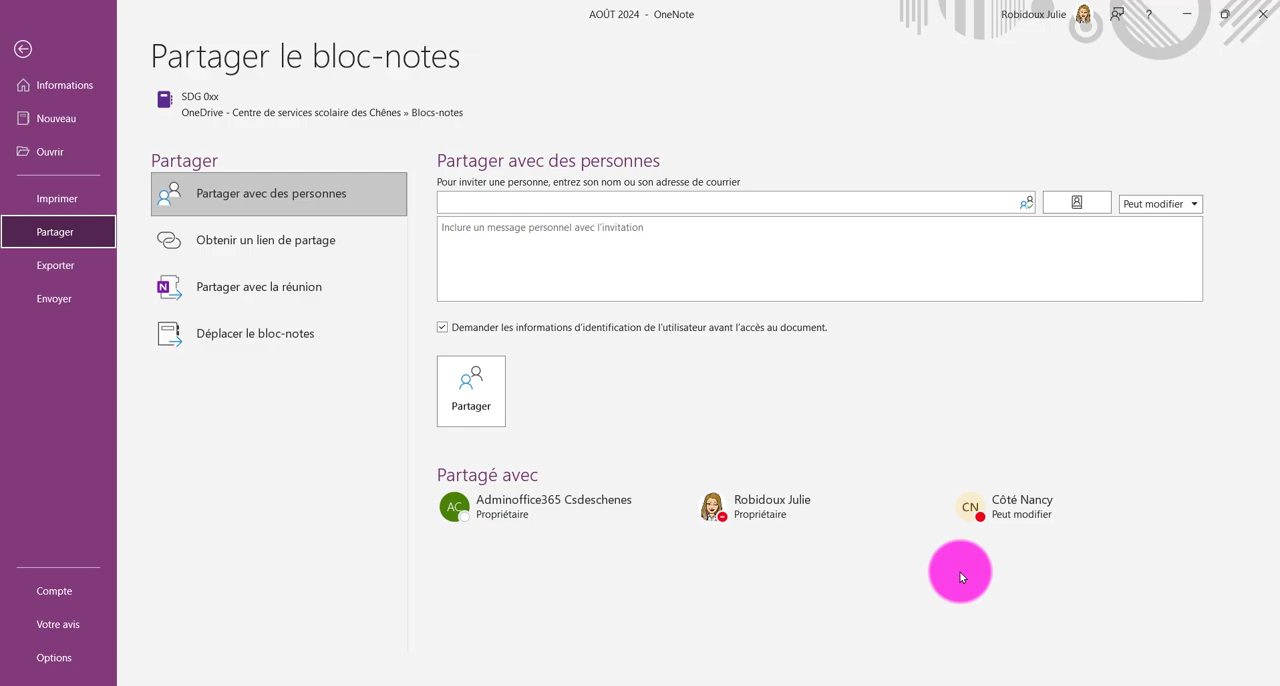 AOÛT 2024 - OneNote
Robidoux Julie
?
Partager le bloc-notes
Informations
Nouveau
Ouvrir
Imprimer
Partager
Exporter
Envoyer
Compte
Votre avis
Options
SDG 0xx
OneDrive - Centre de services scolaire des Chênes » Blocs-notes
Partager
Partager avec des personnes
Obtenir un lien de partage
N
Partager avec la réunion
Déplacer le bloc-notes
Partager avec des personnes
Pour inviter une personne, entrez son nom ou son adresse de courrier
Peut modifier
Inclure un message personnel avec l'invitation
Demander les informations d'identification de l'utilisateur avant l'accès au document.
Partager
Partagé avec
AC
Adminoffice365 Csdeschenes
Propriétaire
Robidoux Julie
Propriétaire
CN
Côté Nancy
Peut modifier